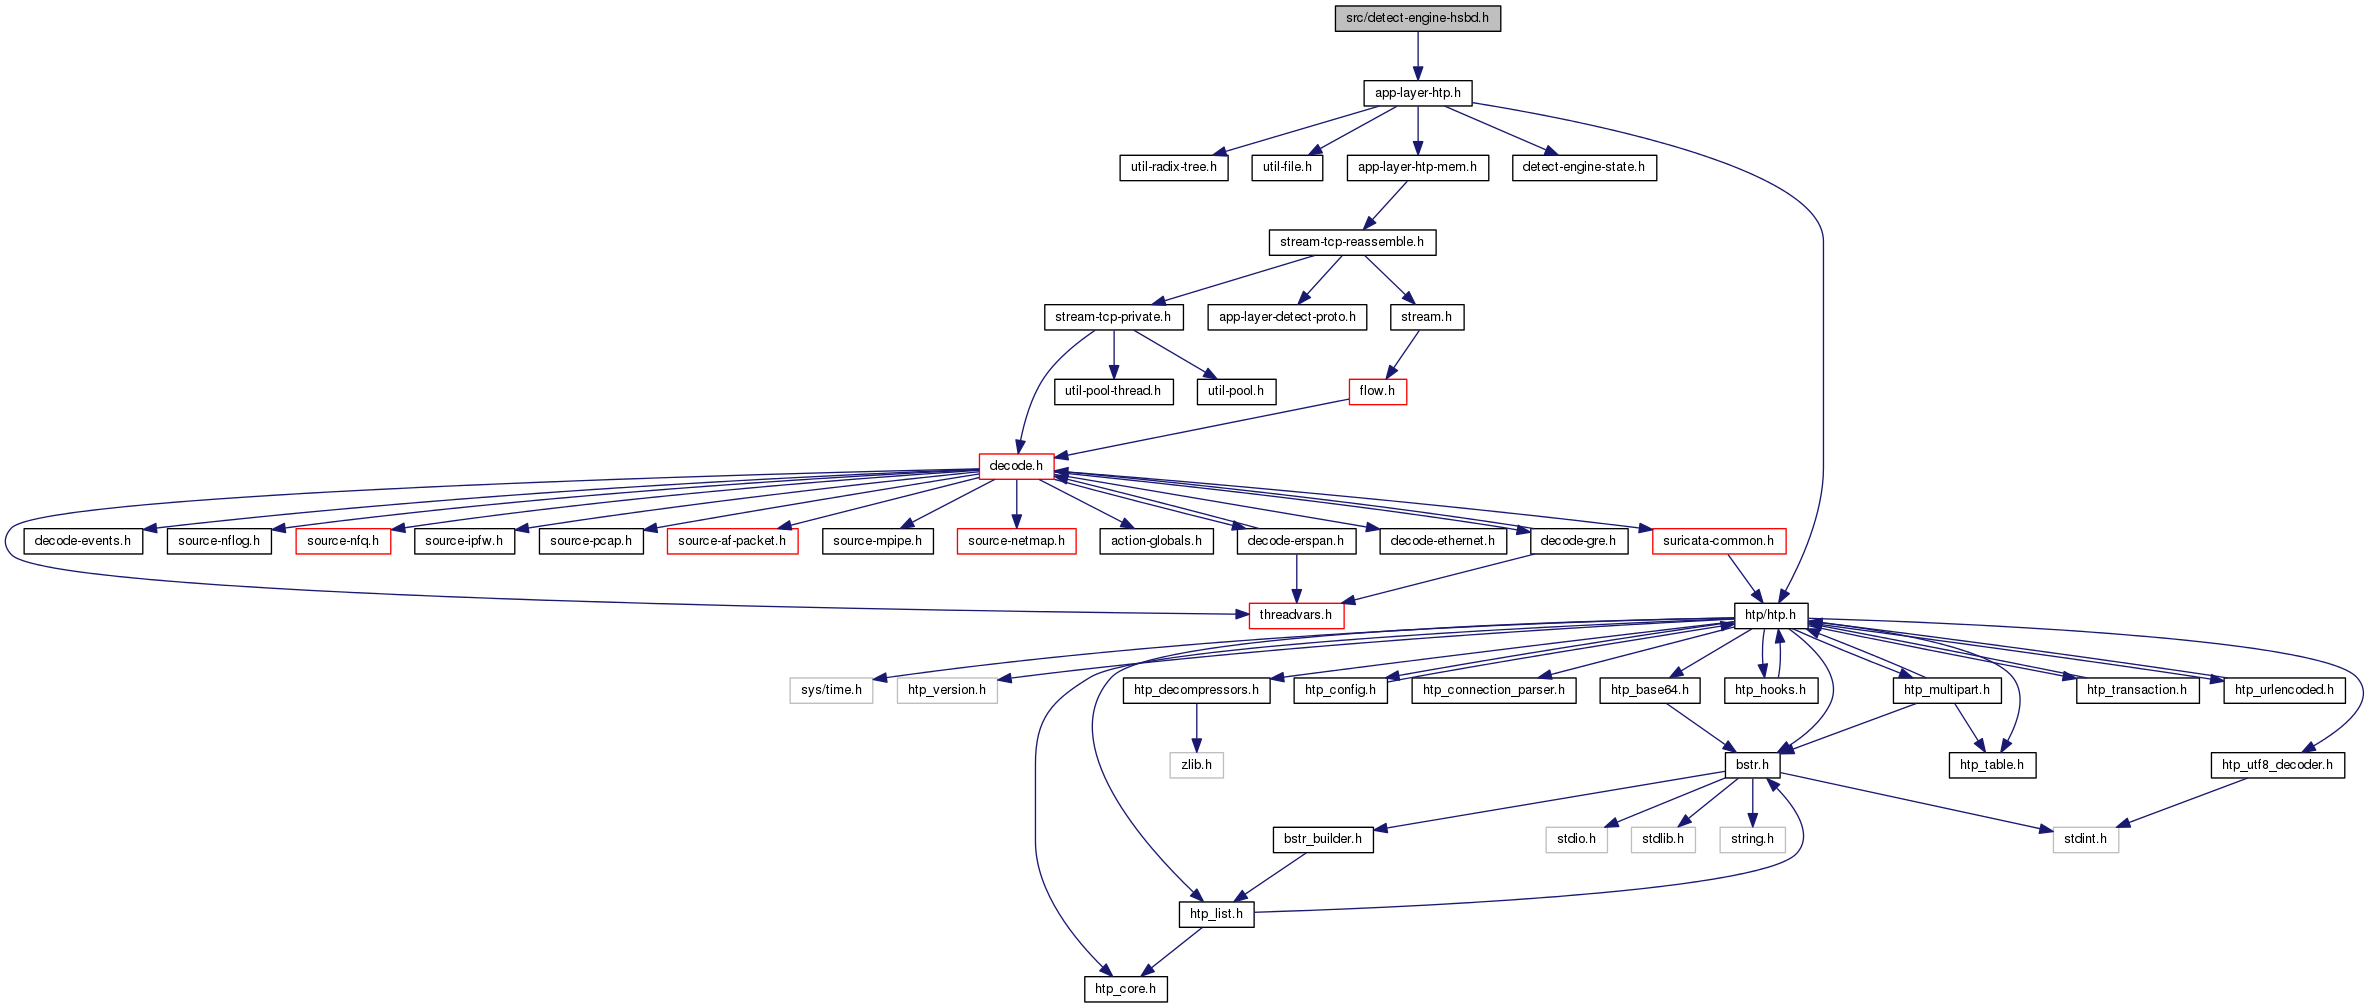 src/detect-engine-hsbd.h
app-layer-htp.h
util-radix-tree.h
util-file.h
app-layer-htp-mem.h
detect-engine-state.h
stream-tcp-reassemble.h
stream-tcp-private.h
app-layer-detect-proto.h
stream.h
util-pool-thread.h
util-pool.h
flow.h
decode.h
decode-events.h
source-nflog.h
source-nfq.h
source-ipfw.h
source-pcap.h
source-af-packet.h
source-mpipe.h
source-netmap.h
action-globals.h
decode-erspan.h
decode-ethernet.h
decode-gre.h
suricata-common.h
threadvars.h
htp/htp.h
sys/time.h
htp_version.h
htp_decompressors.h
htp_config.h
htp_connection_parser.h
htp_base64.h
htp_hooks.h
htp_multipart.h
htp_transaction.h
htp_urlencoded.h
zlib.h
bstr.h
htp_table.h
htp_utf8_decoder.h
bstr_builder.h
stdio.h
stdlib.h
string.h
stdint.h
htp_list.h
htp_core.h